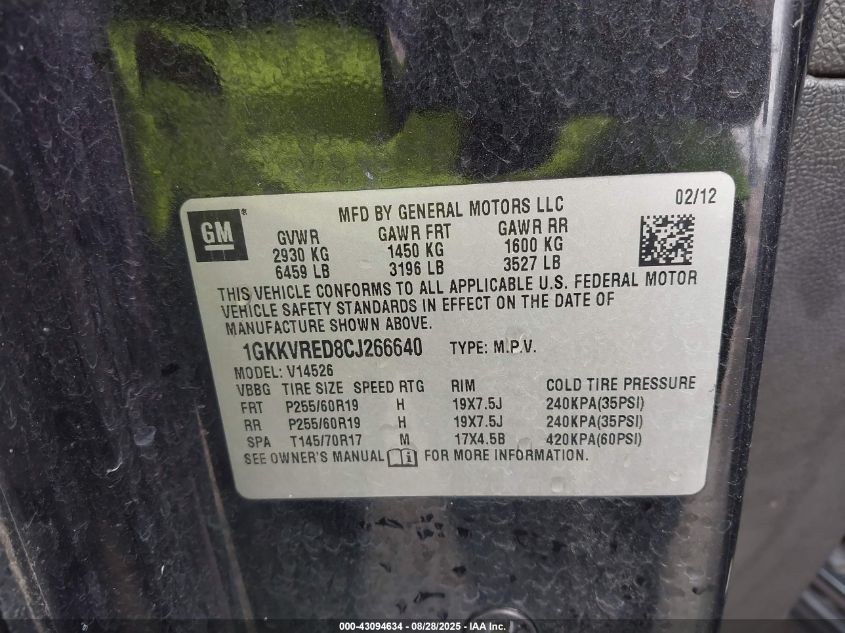 02/12
GM
MFD BY GENERAL MOTORS LLC
GVWR GAWR FRT GAWR RR
2930 KG 1450 KG 1600 KG
6459 LB 3196 LB 3527 LB
THIS VEHICLE CONFORMS TO ALL APPLICABLE U.S. FEDERAL MOTOR
VEHICLE SAFETY STANDARDS IN EFFECT ON THE DATE OF
MANUFACTURE SHOWN ABOVE.
1GKKVRED8CJ266640 TYPE: M.P.V.
MODEL: V14526
VBBG TIRE SIZE SPEED RTG RIM COLD TIRE PRESSURE
FRT P255/60R19 H 19X7.5J 240KPA(35PSI)
RR P255/60R19 H 19X7.5J 240KPA(35PSI)
SPA T145/70R17 M 17X4.5B 420KPA(60PSI)
SEE OWNER'S MANUAL FOR MORE INFORMATION.
000-43094634 / 08/28/2025 - IAA Inc.